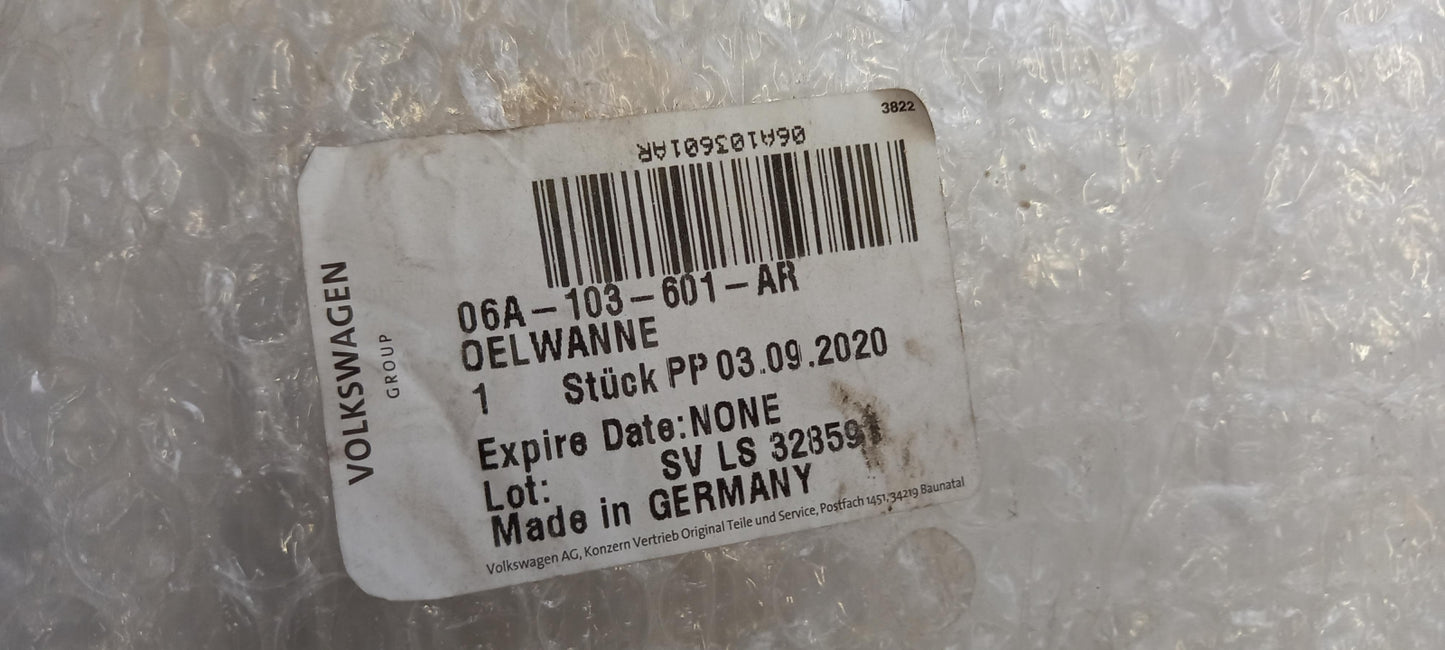 3822
06A103601AR
VOLKSWAGEN
GROUP
06A-103-601-AR
OELWANNE
1 Stück PP 03.09.2020
Expire Date:NONE
Lot: SV LS 328591
Made in GERMANY
Volkswagen AG, Konzern Vertrieb Original Teile und Service, Postfach 1451, 34219 Baunatal